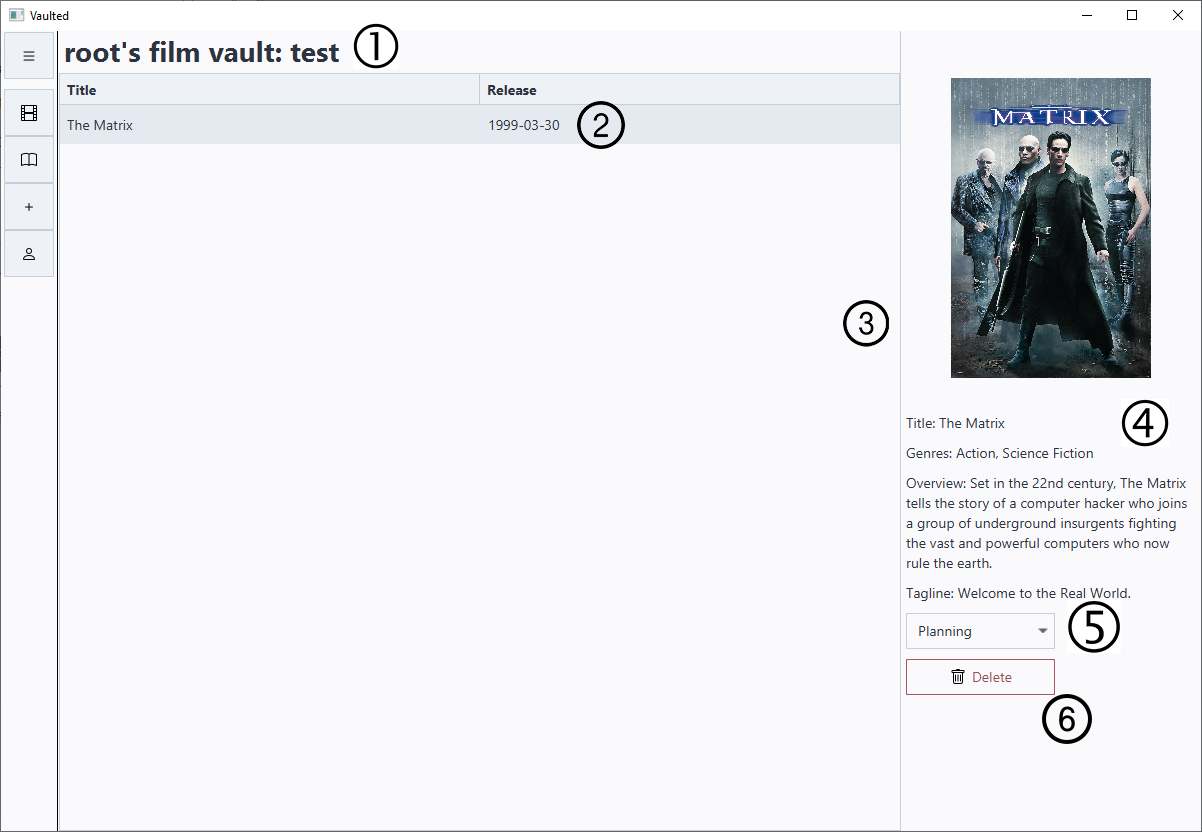 Vaulted
root's film vault: test ①
Title Release
The Matrix 1999-03-30 ②
MATRIX
③
Title: The Matrix ④
Genres: Action, Science Fiction
Overview: Set in the 22nd century, The Matrix
tells the story of a computer hacker who joins
a group of underground insurgents fighting
the vast and powerful computers who now
rule the earth.
Tagline: Welcome to the Real World.
Planning ⑤
Delete
⑥